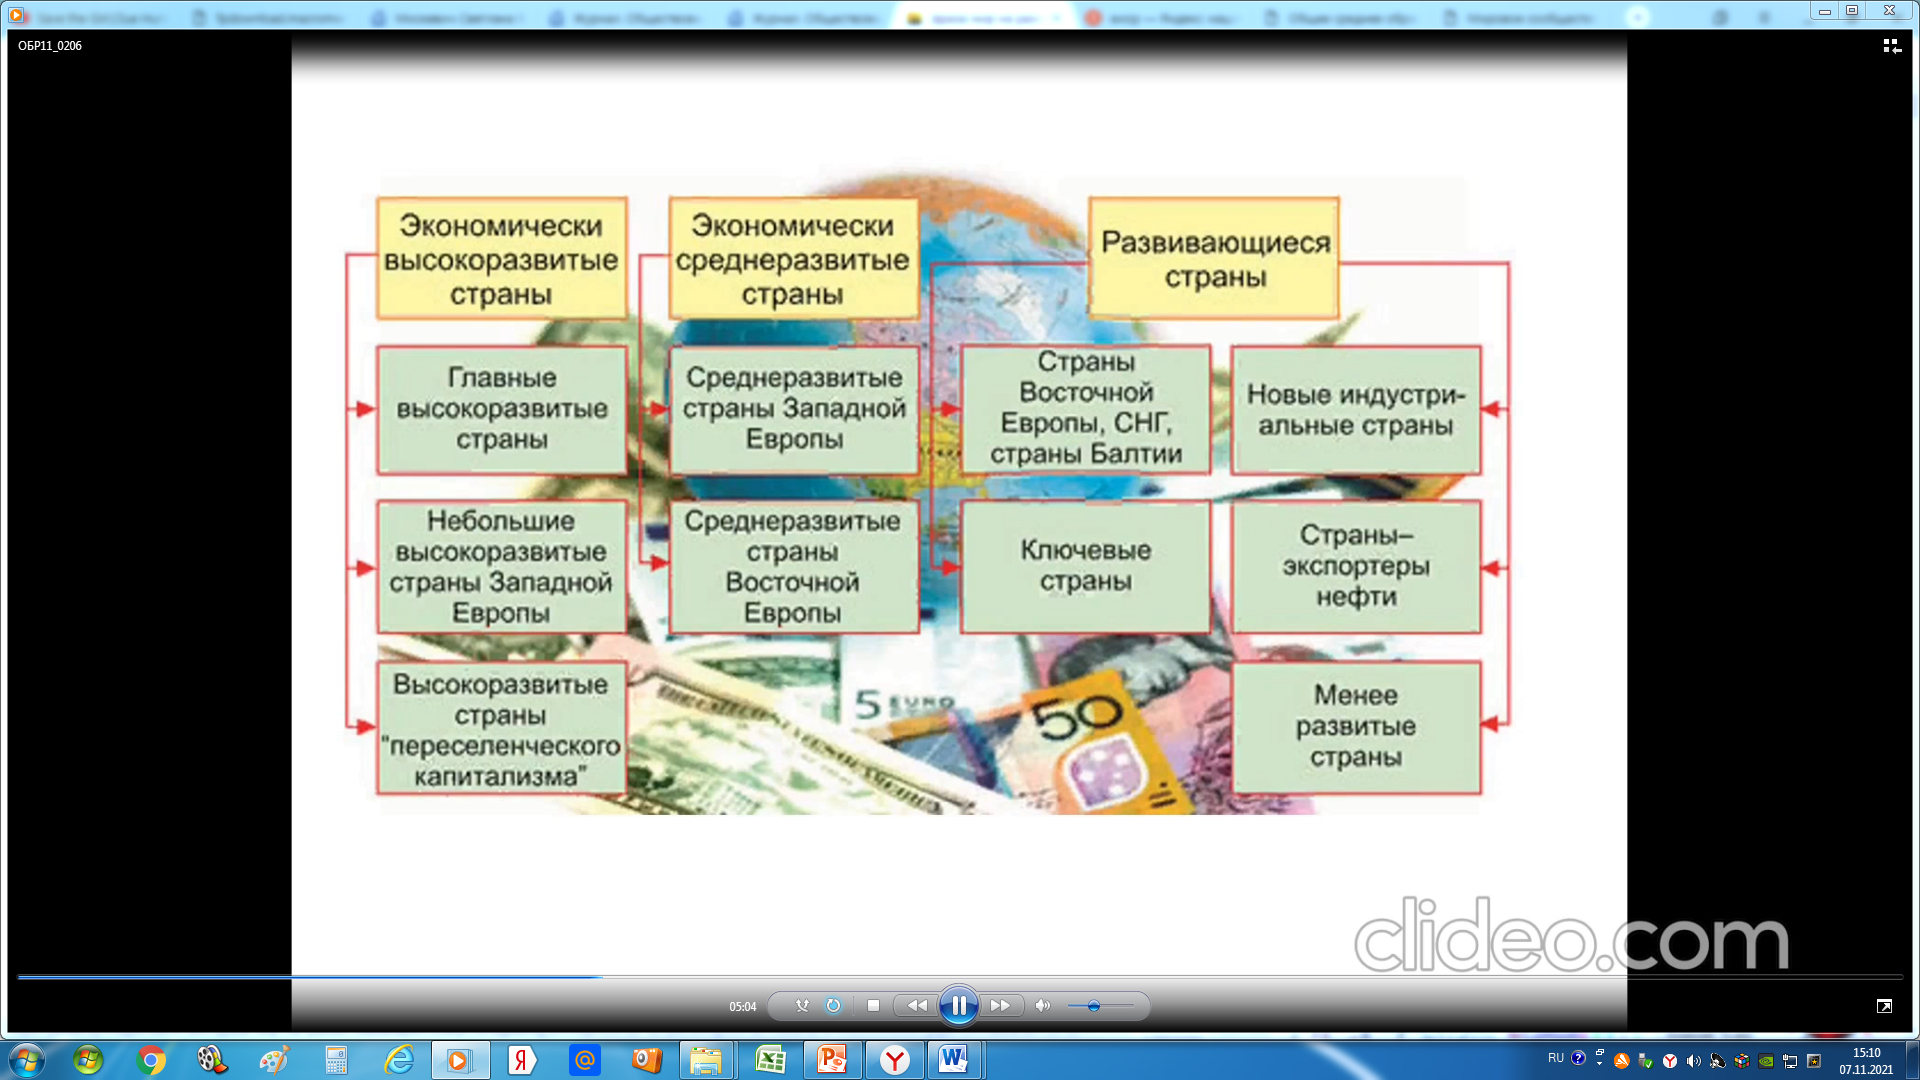 ОБР11_0206
Экономически
высокоразвитые
страны
Экономически
среднеразвитые
страны
Развивающиеся
страны
Главные
высокоразвитые
страны
Среднеразвитые
страны Западной
Европы
Страны
Восточной
Европы, СНГ,
страны Балтии
Новые индустри-
альные страны
Небольшие
высокоразвитые
страны Западной
Европы
Среднеразвитые
страны
Восточной
Европы
Ключевые
страны
Страны–
экспортеры
нефти
Высокоразвитые
страны
"переселенческого
капитализма"
Менее
развитые
страны
5 EURO
50
clideo.com
05:04
RU
15:10
07.11.2021